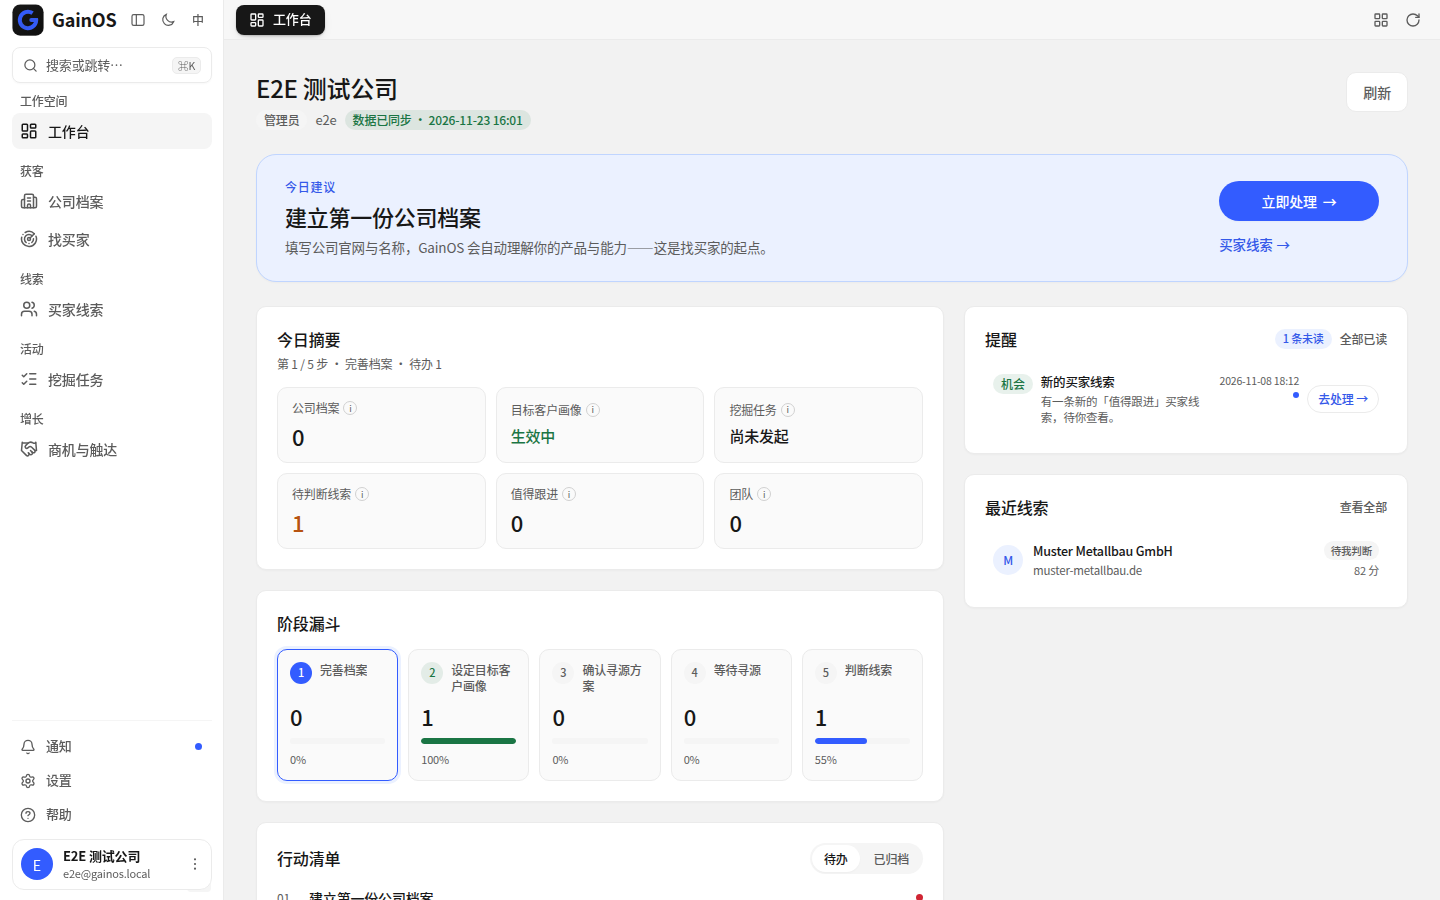 GainOS
中
搜索或跳转…
⌘K
工作空间
工作台
获客
公司档案
找买家
线索
买家线索
活动
挖掘任务
增长
商机与触达
通知
设置
帮助
E
E2E 测试公司
e2e@gainos.local
工作台
E2E 测试公司
管理员
e2e
数据已同步 · 2026-11-23 16:01
刷新
今日建议
建立第一份公司档案
填写公司官网与名称，GainOS 会自动理解你的产品与能力——这是找买家的起点。
立即处理 →
买家线索 →
今日摘要
第 1 / 5 步 · 完善档案 · 待办 1
公司档案
0
目标客户画像
生效中
挖掘任务
尚未发起
待判断线索
1
值得跟进
0
团队
0
阶段漏斗
1
完善档案
0
0%
2
设定目标客
户画像
1
100%
3
确认寻源方
案
0
0%
4
等待寻源
0
0%
5
判断线索
1
55%
行动清单
待办
已归档
01
建立第一份公司档案
提醒
1 条未读
全部已读
机会
新的买家线索
有一条新的「值得跟进」买家线
索，待你查看。
2026-11-08 18:12
去处理 →
最近线索
查看全部
M
Muster Metallbau GmbH
muster-metallbau.de
待我判断
82 分